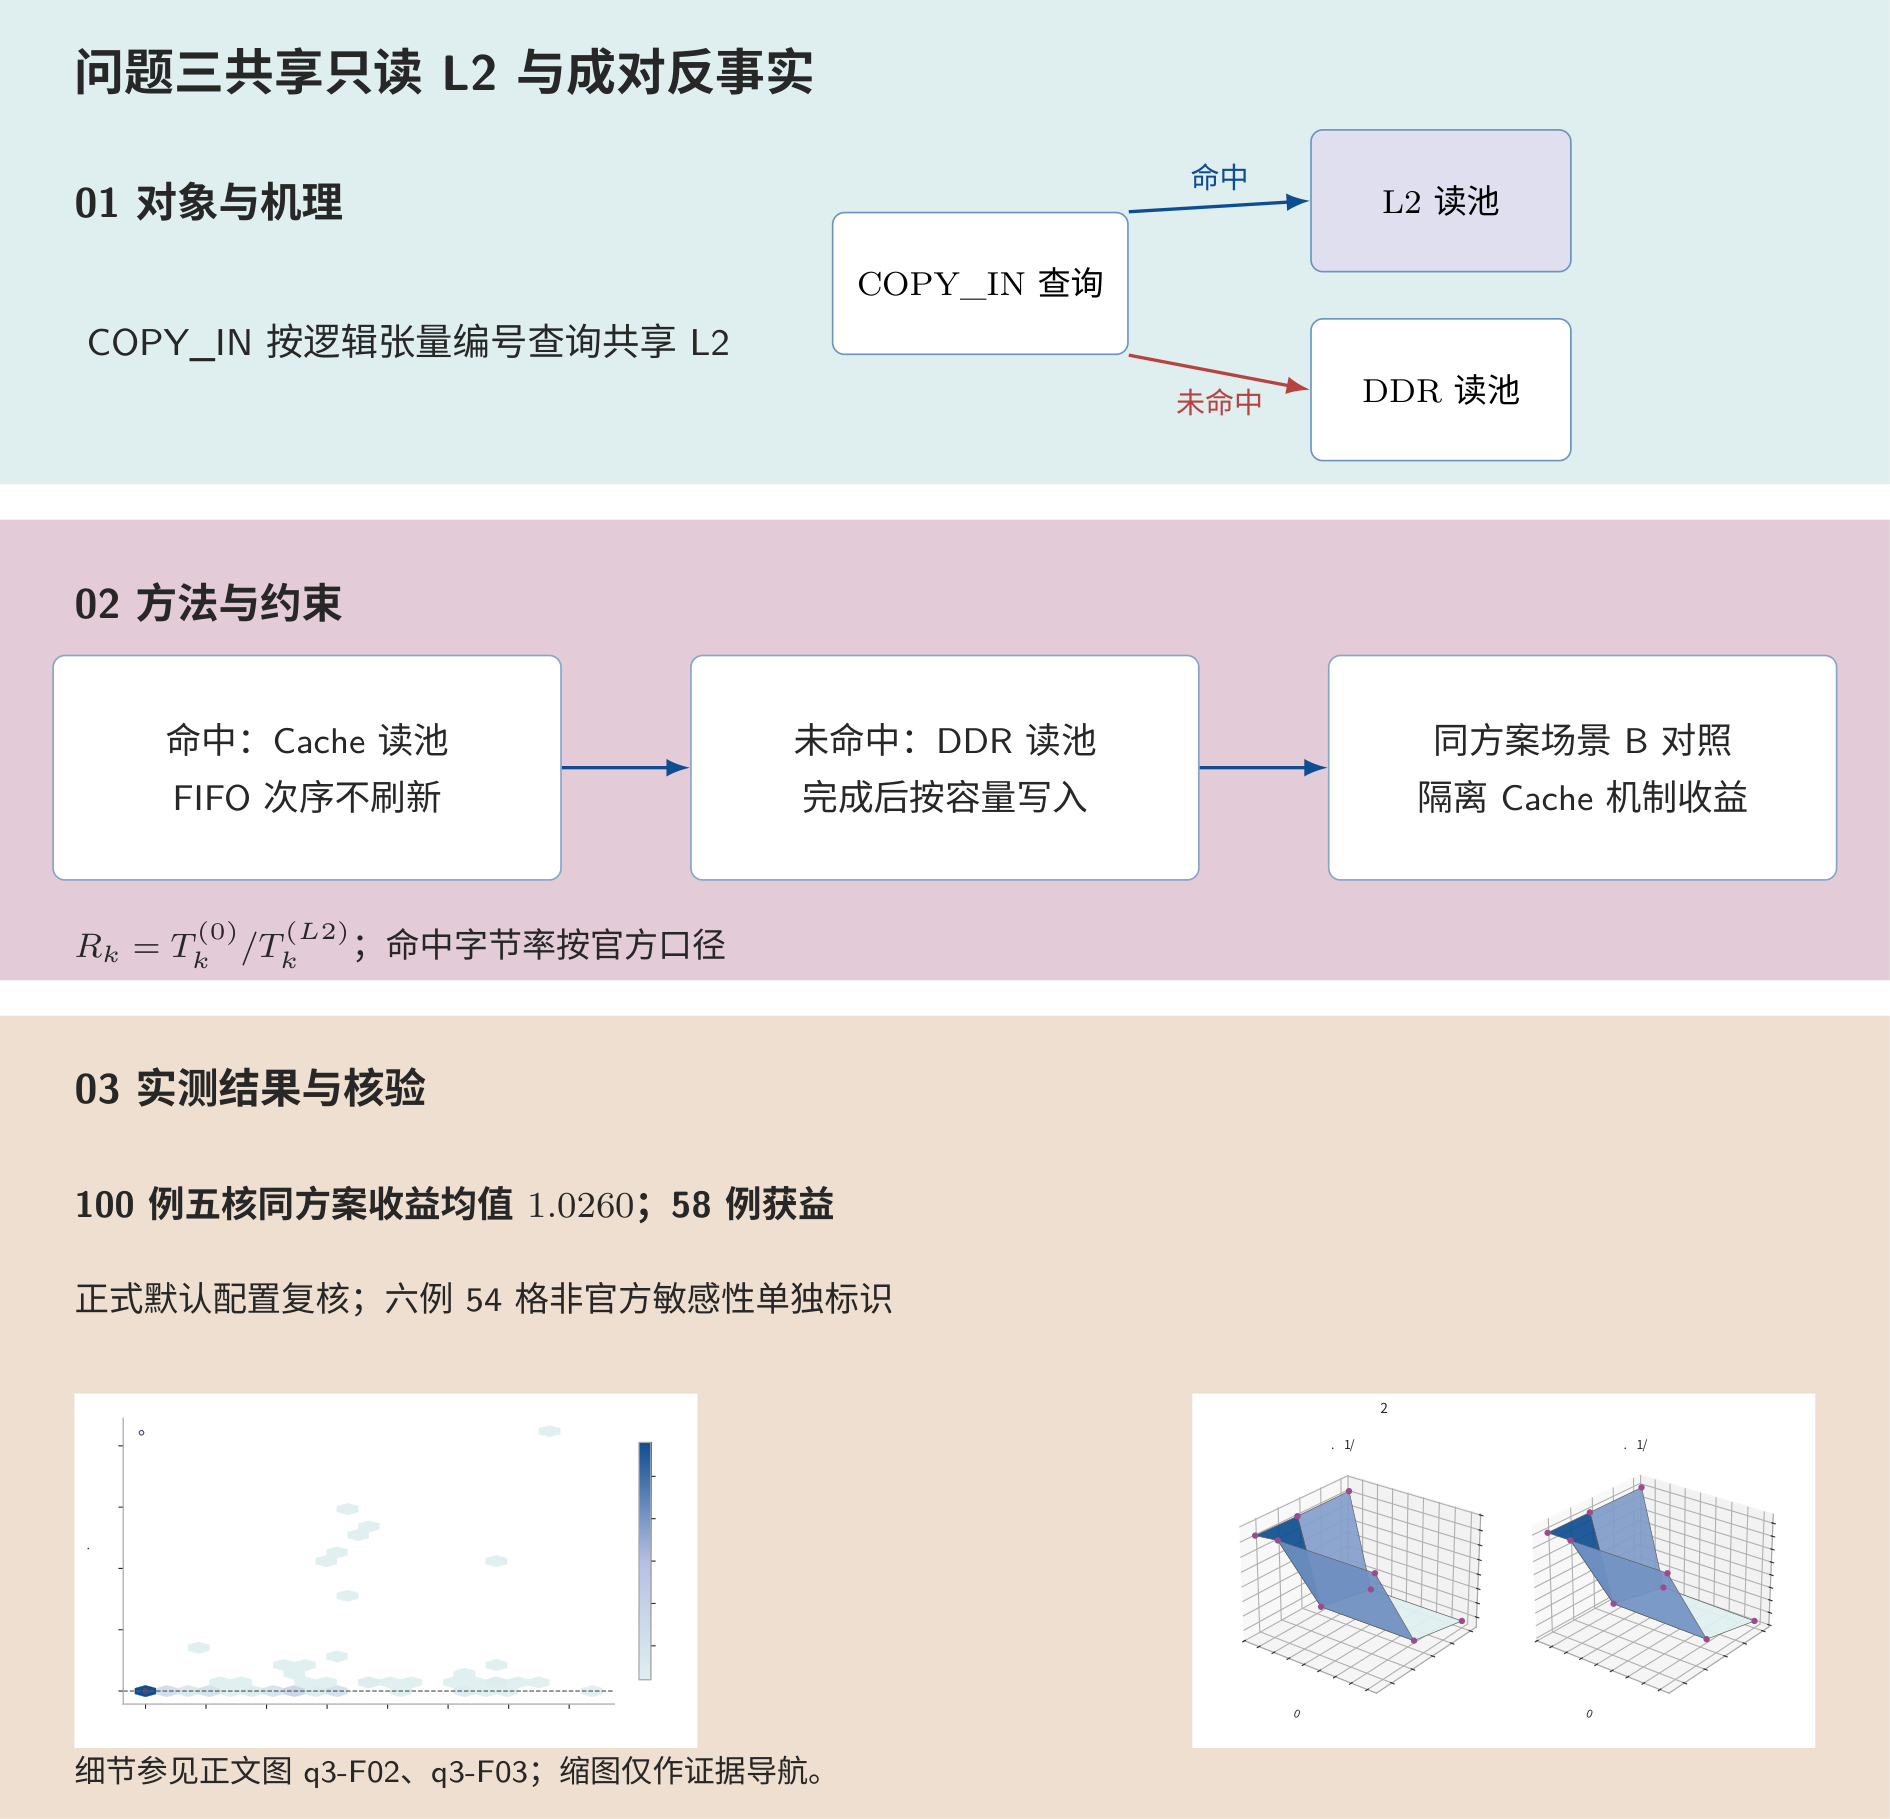 问题三共享只读 L2 与成对反事实
01 对象与机理
COPY_IN 按逻辑张量编号查询共享 L2
COPY_IN 查询
命中
L2 读池
未命中
DDR 读池
02 方法与约束
命中：Cache 读池
FIFO 次序不刷新
未命中：DDR 读池
完成后按容量写入
同方案场景 B 对照
隔离 Cache 机制收益
R_k = T_k^{(0)}/T_k^{(L2)}；命中字节率按官方口径
03 实测结果与核验
100 例五核同方案收益均值 1.0260；58 例获益
正式默认配置复核；六例 54 格非官方敏感性单独标识
2
. 1/
. 1/
0
0
细节参见正文图 q3-F02、q3-F03；缩图仅作证据导航。